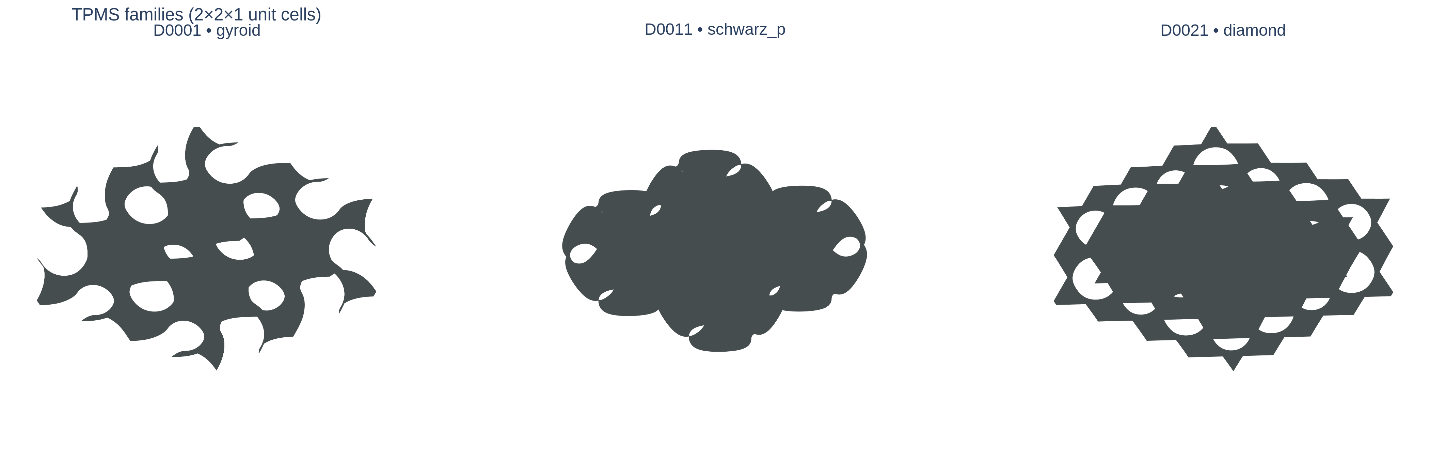 TPMS families (2×2×1 unit cells)
D0001 • gyroid
D0011 • schwarz_p
D0021 • diamond